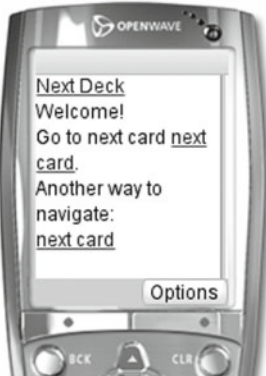 OPENWAVE
Next Deck
Welcome!
Go to next card next
card.
Another way to
navigate:
next card
Options
BCK
CLR